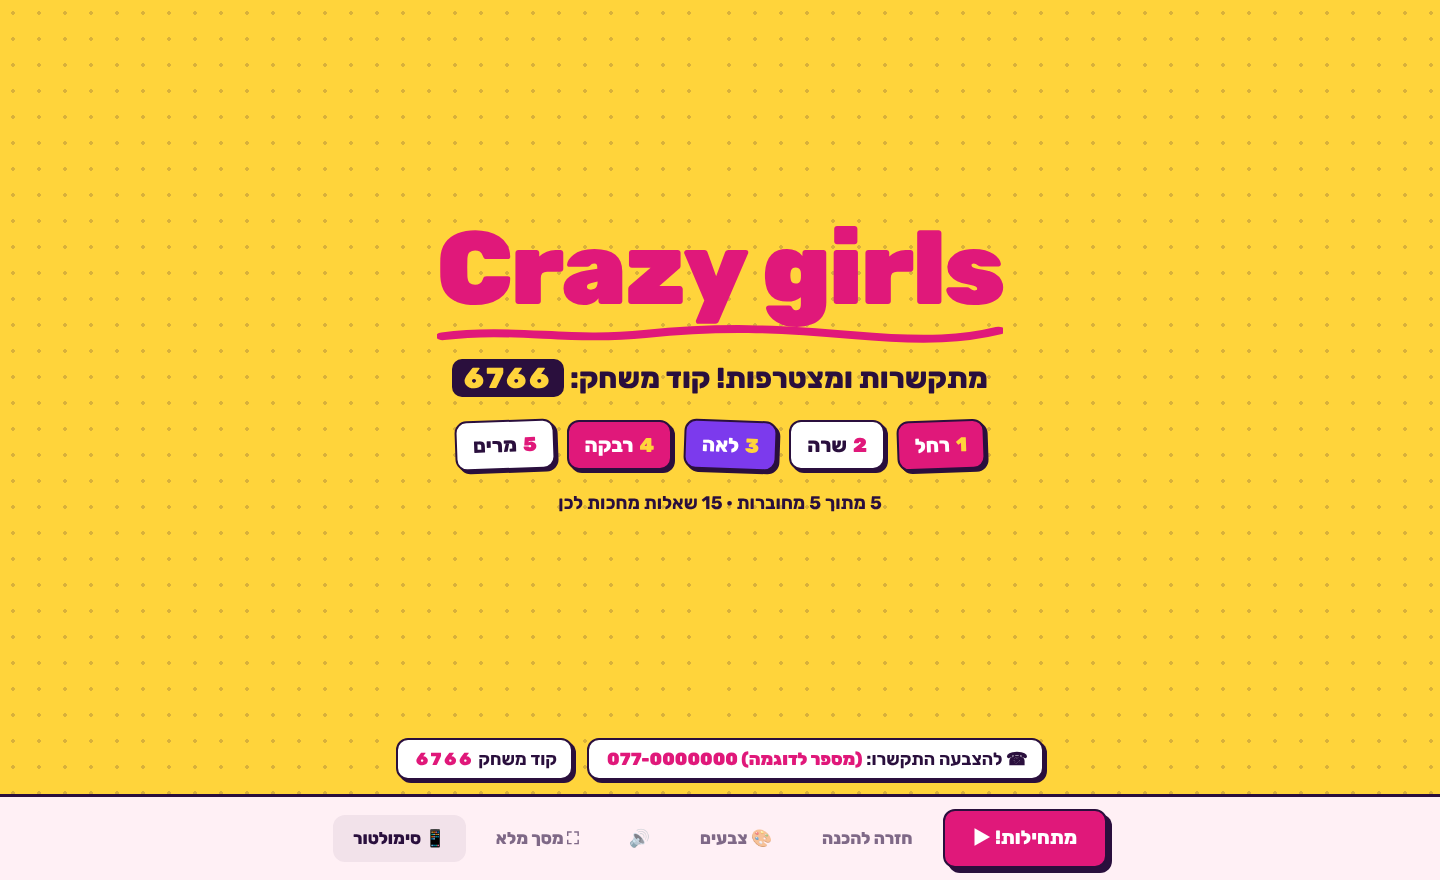 Crazy girls
מתקשרות ומצטרפות! קוד משחק: 6766
1 רחל 2 שרה 3 לאה 4 רבקה 5 מרים
5 מתוך 5 מחוברות • 15 שאלות מחכות לכן
☎ להצבעה התקשרו: (מספר לדוגמה) 077-0000000 קוד משחק 6766
מתחילות! ▶ חזרה להכנה 🎨 צבעים 🔊 ⛶ מסך מלא 📱 סימולטור